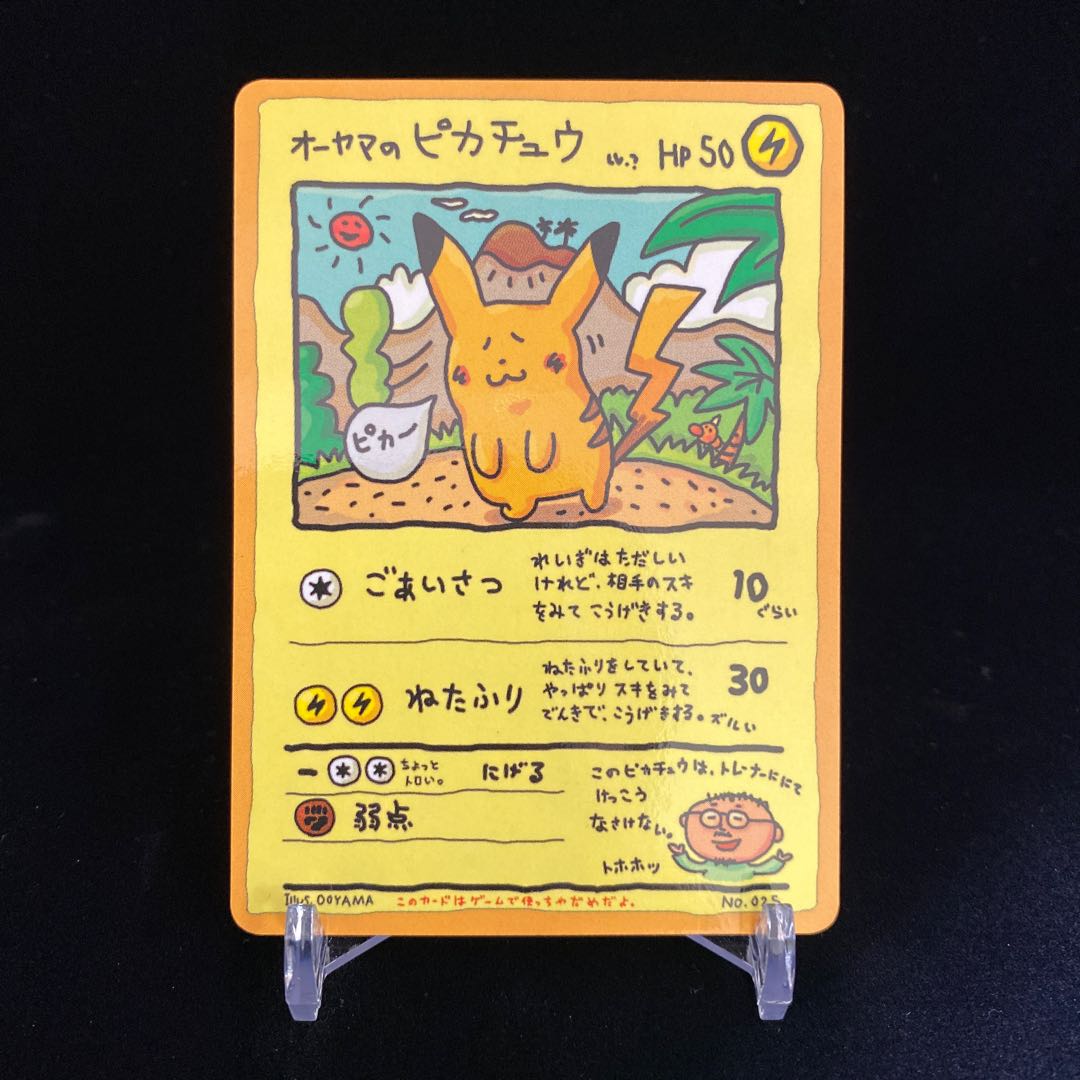 オーヤマの ピカチュウ LV.? HP 50
ピカー
ごあいさつ
れいぎはただしい
けれど、相手のスキ
をみて こうげきする。
10
ぐらい
ねたふり
ねたふりをしていて、
やっぱり スキをみて
でんきで、こうげきする。ズルい
30
ー
ちょっと
トロい。
にげる
弱点
このピカチュウは、トレーナーににて
けっこう
なさけない。
トホホッ
Illus. OOYAMA このカードはゲームで使っちゃだめだよ。 NO. 025